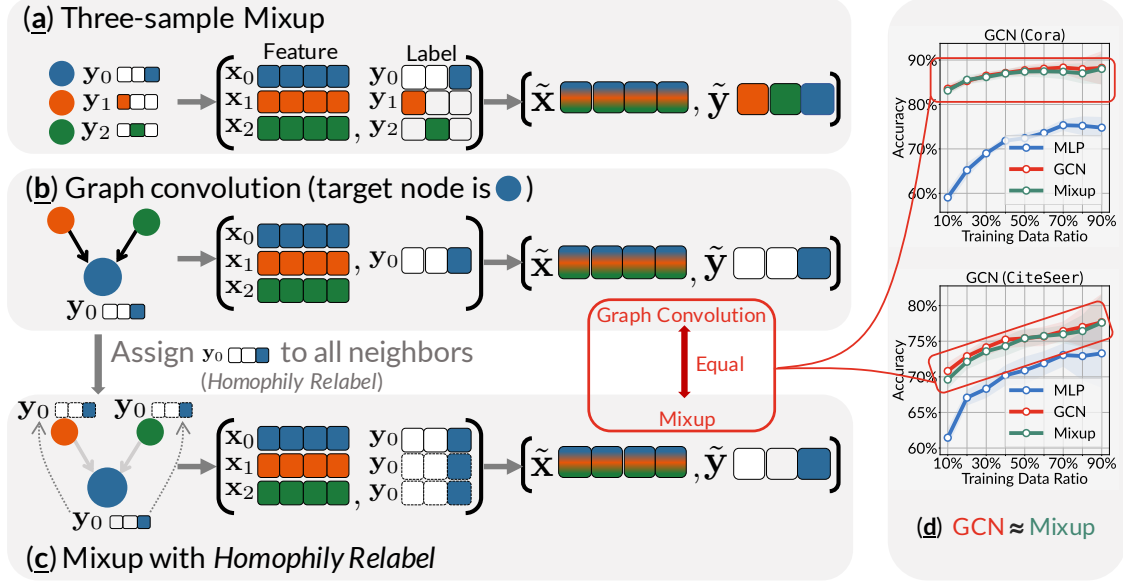 (a) Three-sample Mixup
Feature
Label
y0
y1
y2
x0
x1
x2
,
y0
y1
y2
x̃
, ỹ
(b) Graph convolution (target node is )
y0
x0
x1
x2
, y0
x̃
, ỹ
Assign y0 to all neighbors
(Homophily Relabel)
Graph Convolution
Equal
Mixup
y0
y0
y0
x0
x1
x2
,
y0
y0
y0
x̃
, ỹ
(c) Mixup with Homophily Relabel
GCN (Cora)
90%
80%
70%
60%
Accuracy
MLP
GCN
Mixup
10% 30% 50% 70% 90%
Training Data Ratio
GCN (CiteSeer)
80%
75%
70%
65%
60%
Accuracy
MLP
GCN
Mixup
10% 30% 50% 70% 90%
Training Data Ratio
(d) GCN ≈ Mixup